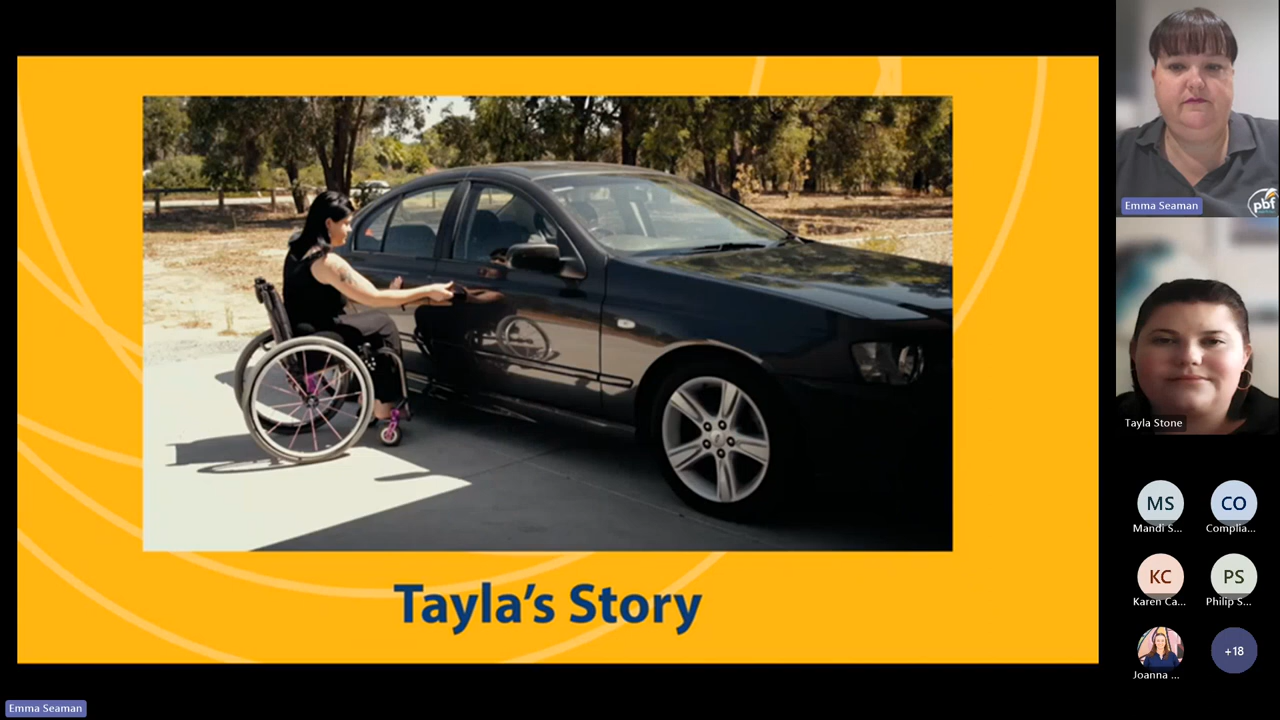 Tayla's Story
Emma Seaman
Emma Seaman
pbf
Tayla Stone
MS
Mandi S...
CO
Complia...
KC
Karen Ca...
PS
Philip S...
Joanna ...
+18